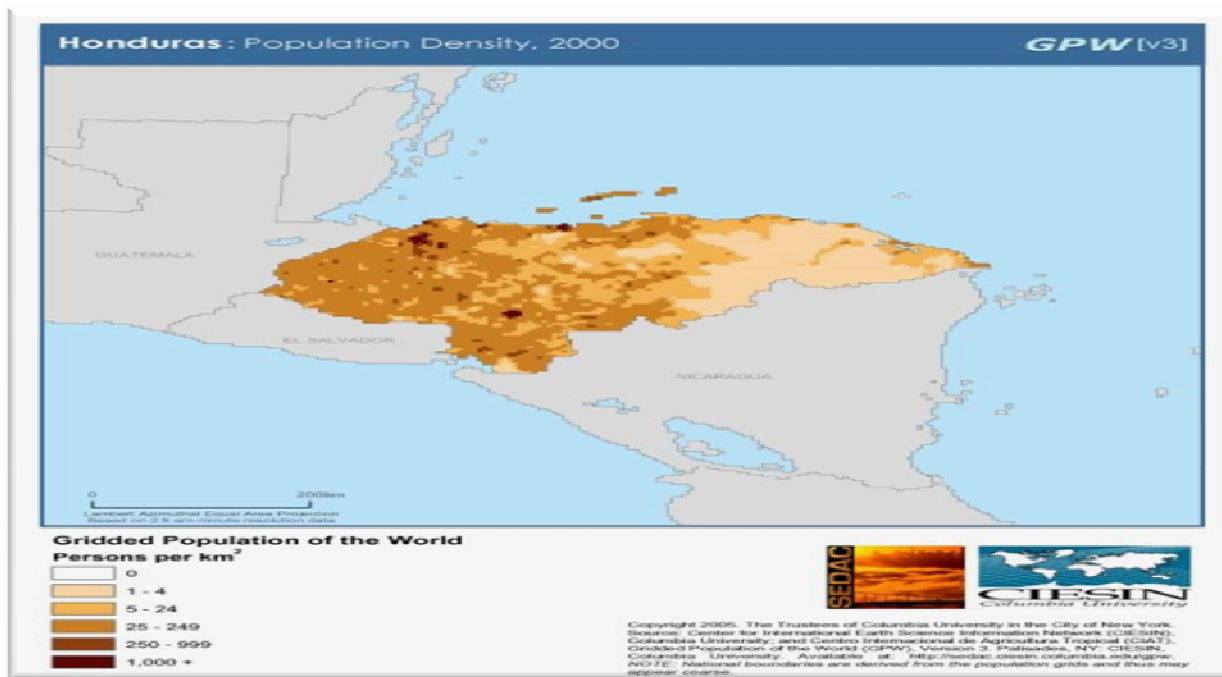 Honduras : Population Density, 2000
GPW [v3]
GUATEMALA
EL SALVADOR
NICARAGUA
0 200km
Lambert Azimuthal Equal Area Projection
Based on 2.5 arc-minute resolution data
Gridded Population of the World
Persons per km²
0
1 - 4
5 - 24
25 - 249
250 - 999
1,000 +
SEDAC
CIESIN
Columbia University
Copyright 2005. The Trustees of Columbia University in the City of New York.
Source: Center for International Earth Science Information Network (CIESIN),
Columbia University; and Centro Internacional de Agricultura Tropical (CIAT),
Gridded Population of the World (GPW), Version 3. Palisades, NY: CIESIN,
Columbia University. Available at: http://sedac.ciesin.columbia.edu/gpw.
NOTE: National boundaries are derived from the population grids and thus may
appear coarse.